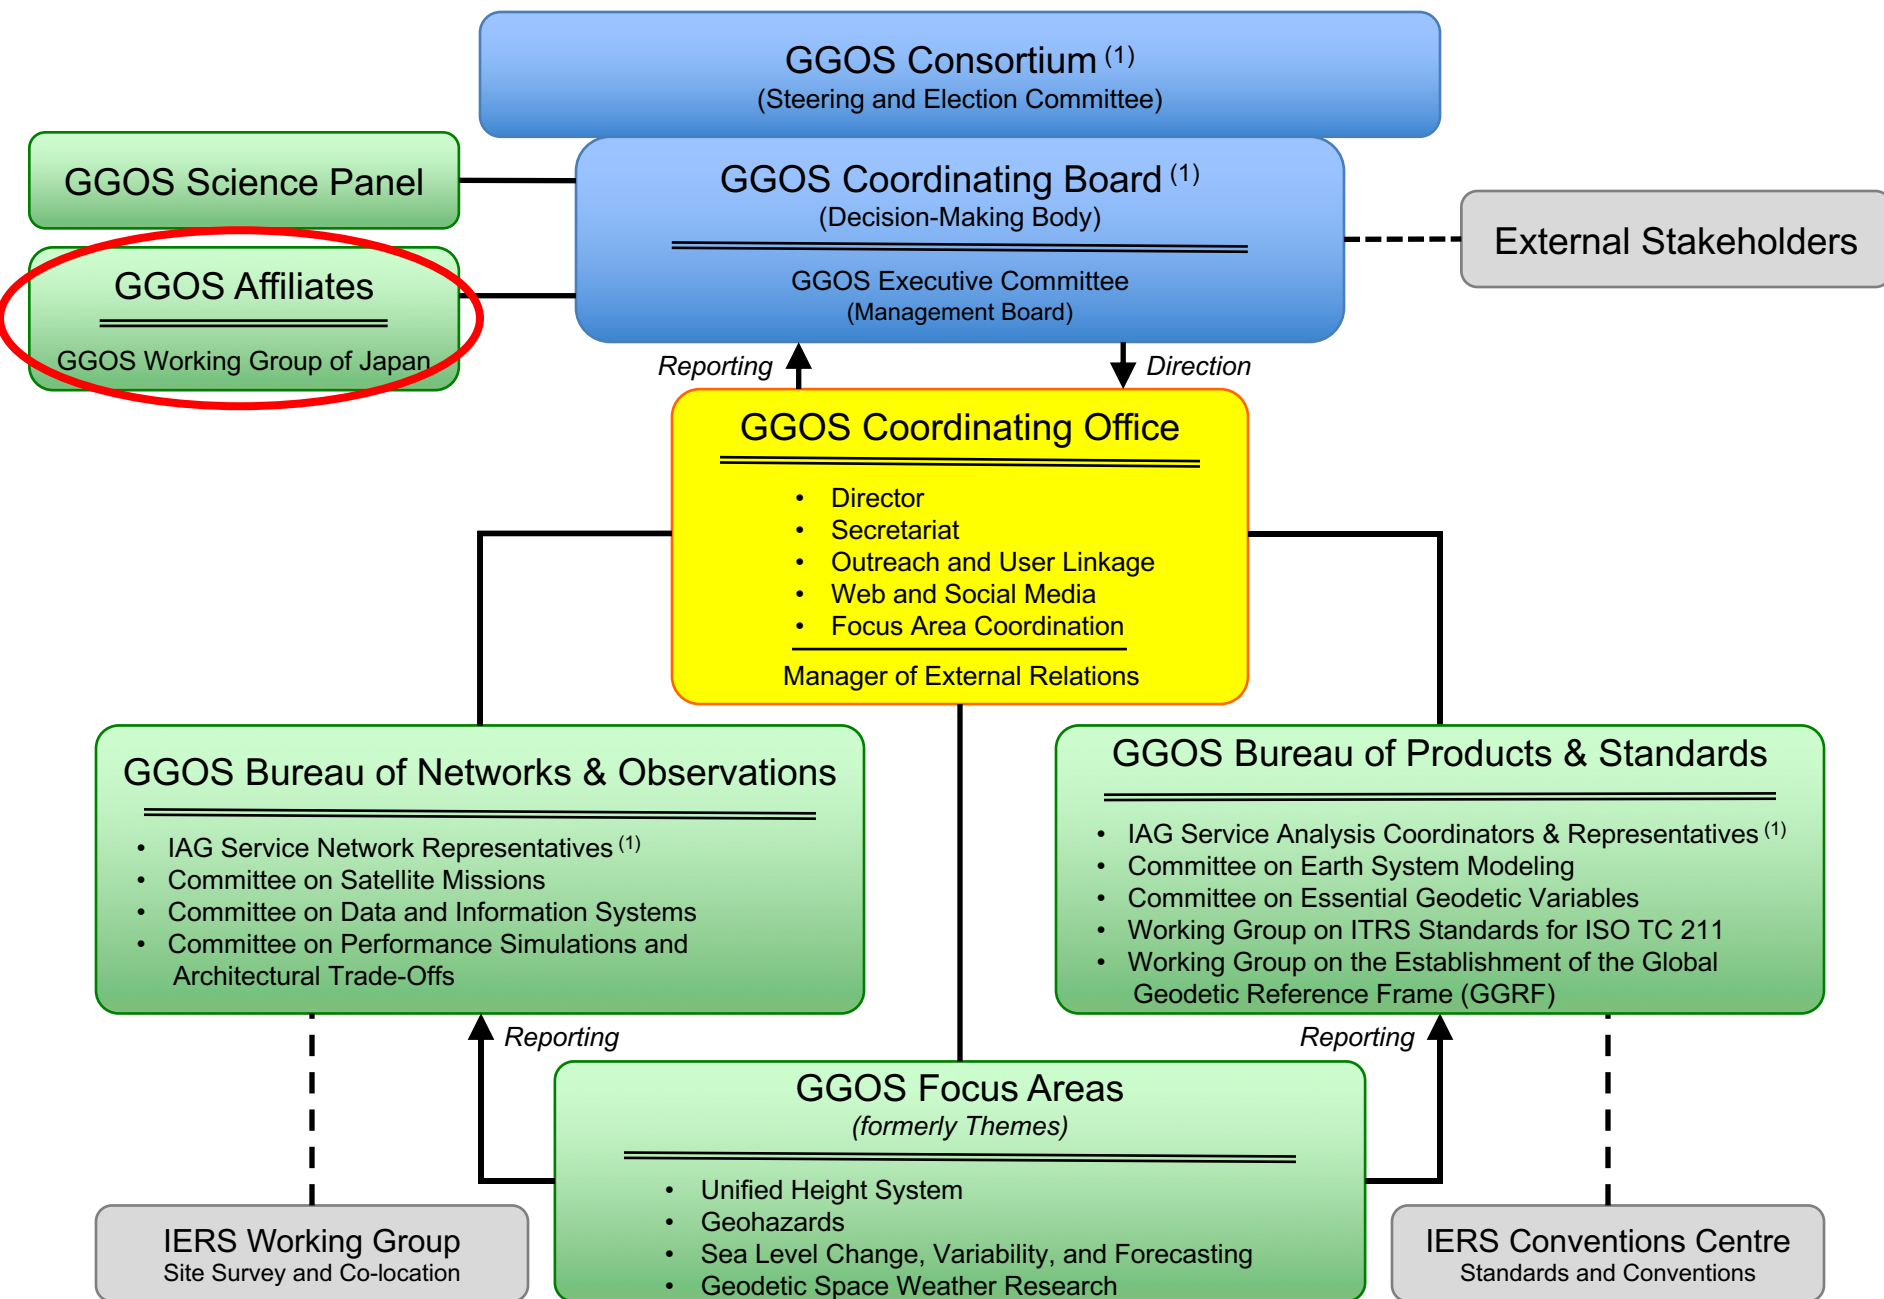 GGOS Consortium (1)
(Steering and Election Committee)
GGOS Science Panel
GGOS Coordinating Board (1)
(Decision-Making Body)
GGOS Executive Committee
(Management Board)
External Stakeholders
GGOS Affiliates
GGOS Working Group of Japan
Reporting
Direction
GGOS Coordinating Office
• Director
• Secretariat
• Outreach and User Linkage
• Web and Social Media
• Focus Area Coordination
Manager of External Relations
GGOS Bureau of Networks & Observations
• IAG Service Network Representatives (1)
• Committee on Satellite Missions
• Committee on Data and Information Systems
• Committee on Performance Simulations and
Architectural Trade-Offs
GGOS Bureau of Products & Standards
• IAG Service Analysis Coordinators & Representatives (1)
• Committee on Earth System Modeling
• Committee on Essential Geodetic Variables
• Working Group on ITRS Standards for ISO TC 211
• Working Group on the Establishment of the Global
Geodetic Reference Frame (GGRF)
Reporting
Reporting
GGOS Focus Areas
(formerly Themes)
• Unified Height System
• Geohazards
• Sea Level Change, Variability, and Forecasting
• Geodetic Space Weather Research
IERS Working Group
Site Survey and Co-location
IERS Conventions Centre
Standards and Conventions